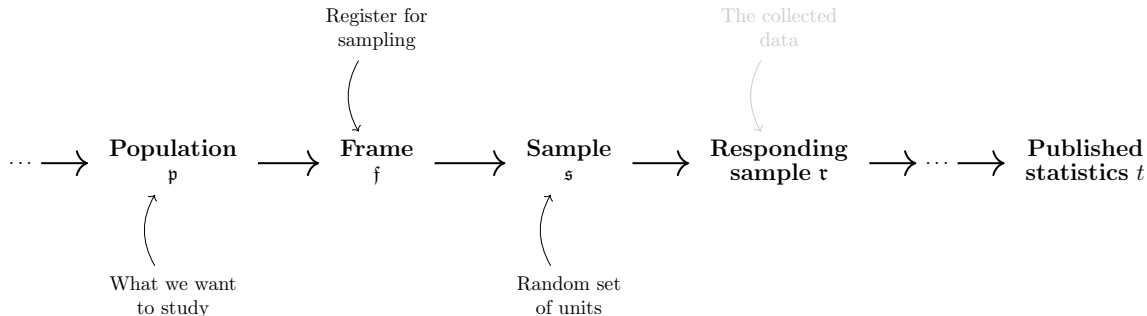 Register for
sampling
The collected
data
… Population Frame Sample Responding … Published
𝔭 𝔣 𝔰 sample 𝔯 statistics t
What we want
to study
Random set
of units